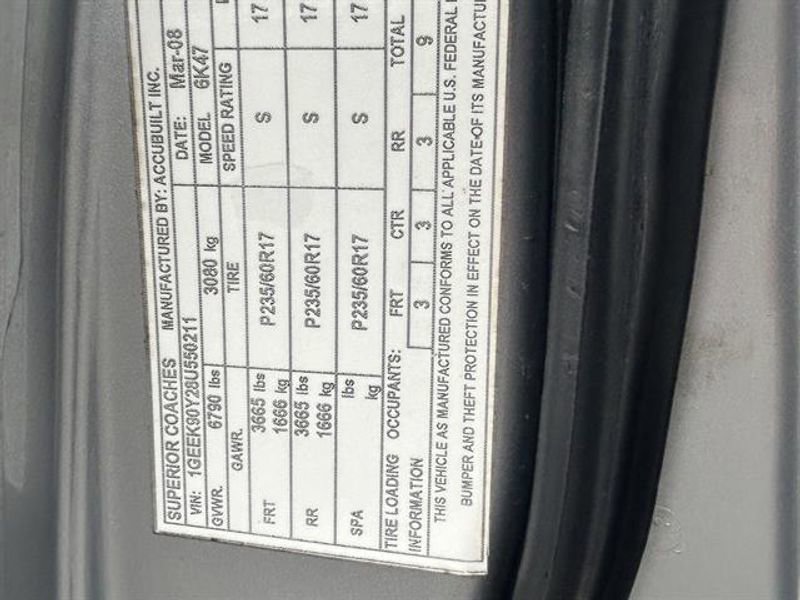 SUPERIOR COACHES MANUFACTURED BY: ACCUBUILT INC.
VIN: 1GEEK90Y28U550211 DATE: Mar-08
GVWR. 6790 lbs 3080 kg MODEL 6K47
GAWR. TIRE SPEED RATING
FRT 3665 lbs 1666 kg P235/60R17 S 17
RR 3665 lbs 1666 kg P235/60R17 S 17
SPA lbs kg P235/60R17 S 17
TIRE LOADING OCCUPANTS: FRT CTR RR TOTAL
INFORMATION 3 3 3 9
THIS VEHICLE AS MANUFACTURED CONFORMS TO ALL APPLICABLE U.S. FEDERAL
BUMPER AND THEFT PROTECTION IN EFFECT ON THE DATE OF ITS MANUFACTUR